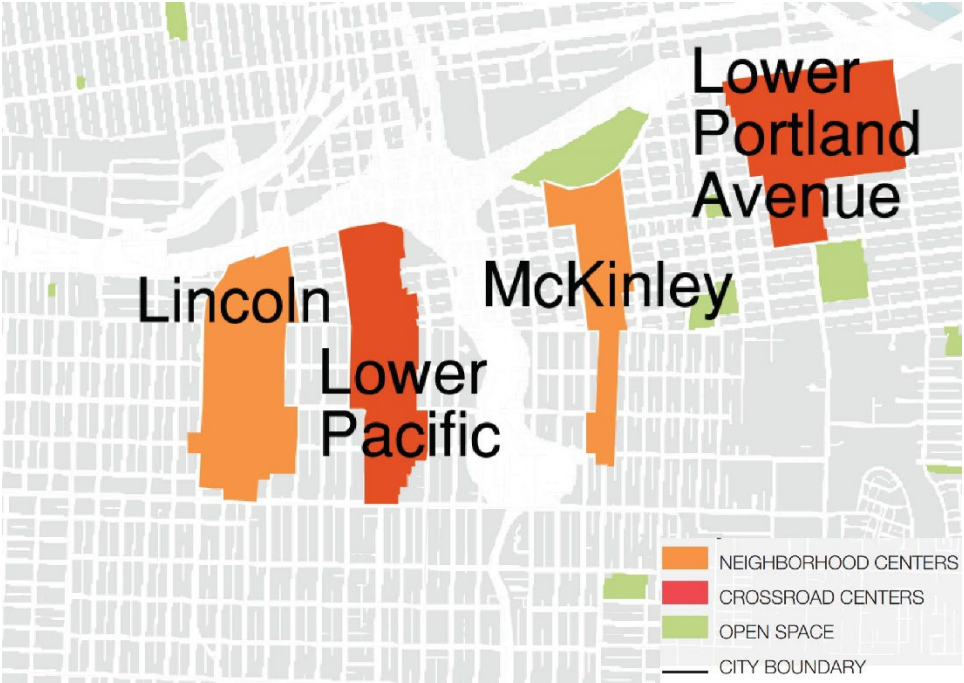 Lower
Portland
Avenue
McKinley
Lincoln
Lower
Pacific
NEIGHBORHOOD CENTERS
CROSSROAD CENTERS
OPEN SPACE
CITY BOUNDARY